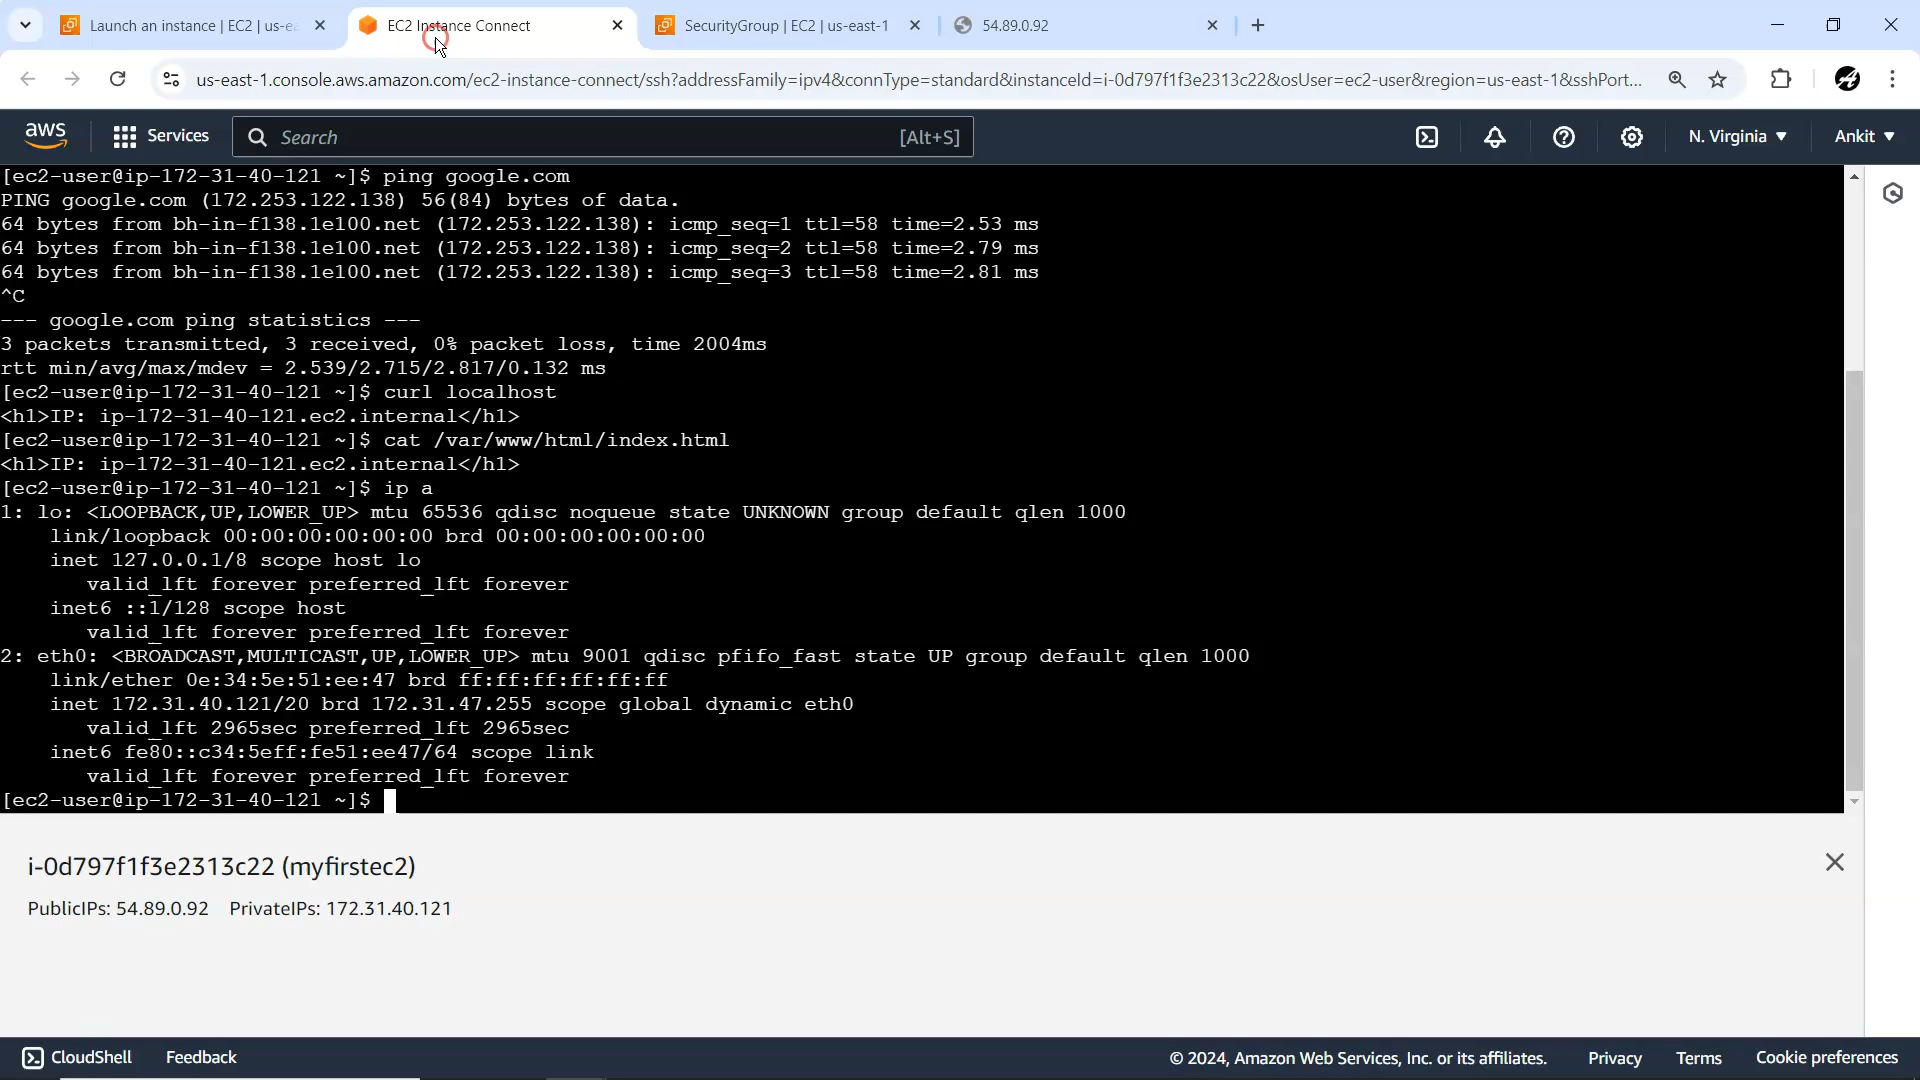 Launch an instance | EC2 | us-ea
EC2 Instance Connect
SecurityGroup | EC2 | us-east-1
54.89.0.92
us-east-1.console.aws.amazon.com/ec2-instance-connect/ssh?addressFamily=ipv4&connType=standard&instanceId=i-0d797f1f3e2313c22&osUser=ec2-user&region=us-east-1&sshPort...
aws
Services
Search
[Alt+S]
N. Virginia
Ankit
[ec2-user@ip-172-31-40-121 ~]$ ping google.com
PING google.com (172.253.122.138) 56(84) bytes of data.
64 bytes from bh-in-f138.1e100.net (172.253.122.138): icmp_seq=1 ttl=58 time=2.53 ms
64 bytes from bh-in-f138.1e100.net (172.253.122.138): icmp_seq=2 ttl=58 time=2.79 ms
64 bytes from bh-in-f138.1e100.net (172.253.122.138): icmp_seq=3 ttl=58 time=2.81 ms
^C
--- google.com ping statistics ---
3 packets transmitted, 3 received, 0% packet loss, time 2004ms
rtt min/avg/max/mdev = 2.539/2.715/2.817/0.132 ms
[ec2-user@ip-172-31-40-121 ~]$ curl localhost
<h1>IP: ip-172-31-40-121.ec2.internal</h1>
[ec2-user@ip-172-31-40-121 ~]$ cat /var/www/html/index.html
<h1>IP: ip-172-31-40-121.ec2.internal</h1>
[ec2-user@ip-172-31-40-121 ~]$ ip a
1: lo: <LOOPBACK,UP,LOWER_UP> mtu 65536 qdisc noqueue state UNKNOWN group default qlen 1000
link/loopback 00:00:00:00:00:00 brd 00:00:00:00:00:00
inet 127.0.0.1/8 scope host lo
valid_lft forever preferred_lft forever
inet6 ::1/128 scope host
valid_lft forever preferred_lft forever
2: eth0: <BROADCAST,MULTICAST,UP,LOWER_UP> mtu 9001 qdisc pfifo_fast state UP group default qlen 1000
link/ether 0e:34:5e:51:ee:47 brd ff:ff:ff:ff:ff:ff
inet 172.31.40.121/20 brd 172.31.47.255 scope global dynamic eth0
valid_lft 2965sec preferred_lft 2965sec
inet6 fe80::c34:5eff:fe51:ee47/64 scope link
valid_lft forever preferred_lft forever
[ec2-user@ip-172-31-40-121 ~]$
i-0d797f1f3e2313c22 (myfirstec2)
PublicIPs: 54.89.0.92 PrivateIPs: 172.31.40.121
CloudShell
Feedback
© 2024, Amazon Web Services, Inc. or its affiliates.
Privacy
Terms
Cookie preferences